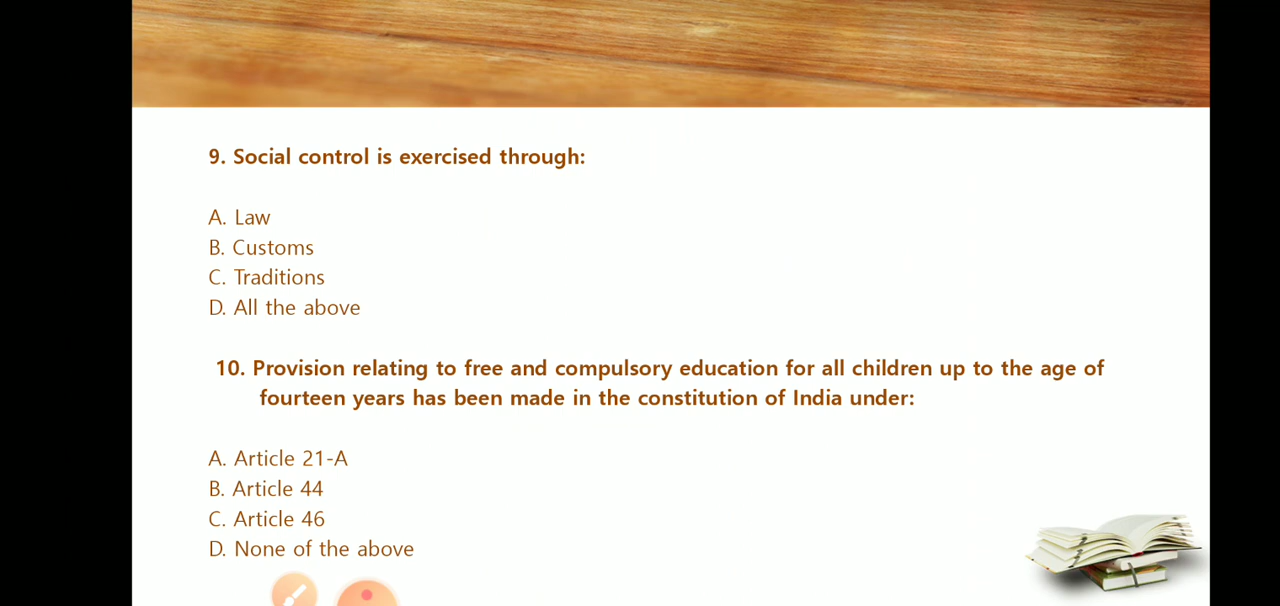 9. Social control is exercised through:
A. Law
B. Customs
C. Traditions
D. All the above
10. Provision relating to free and compulsory education for all children up to the age of
fourteen years has been made in the constitution of India under:
A. Article 21-A
B. Article 44
C. Article 46
D. None of the above